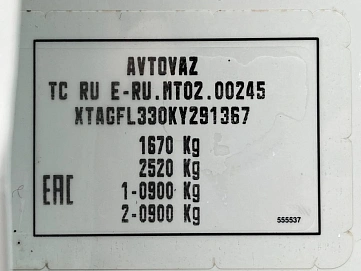 AVTOVAZ
TC RU E-RU.MT02.00245
XTAGFL330KY291367
1670 Kg
2520 Kg
1-0900 Kg
2-0900 Kg
EAC
555537